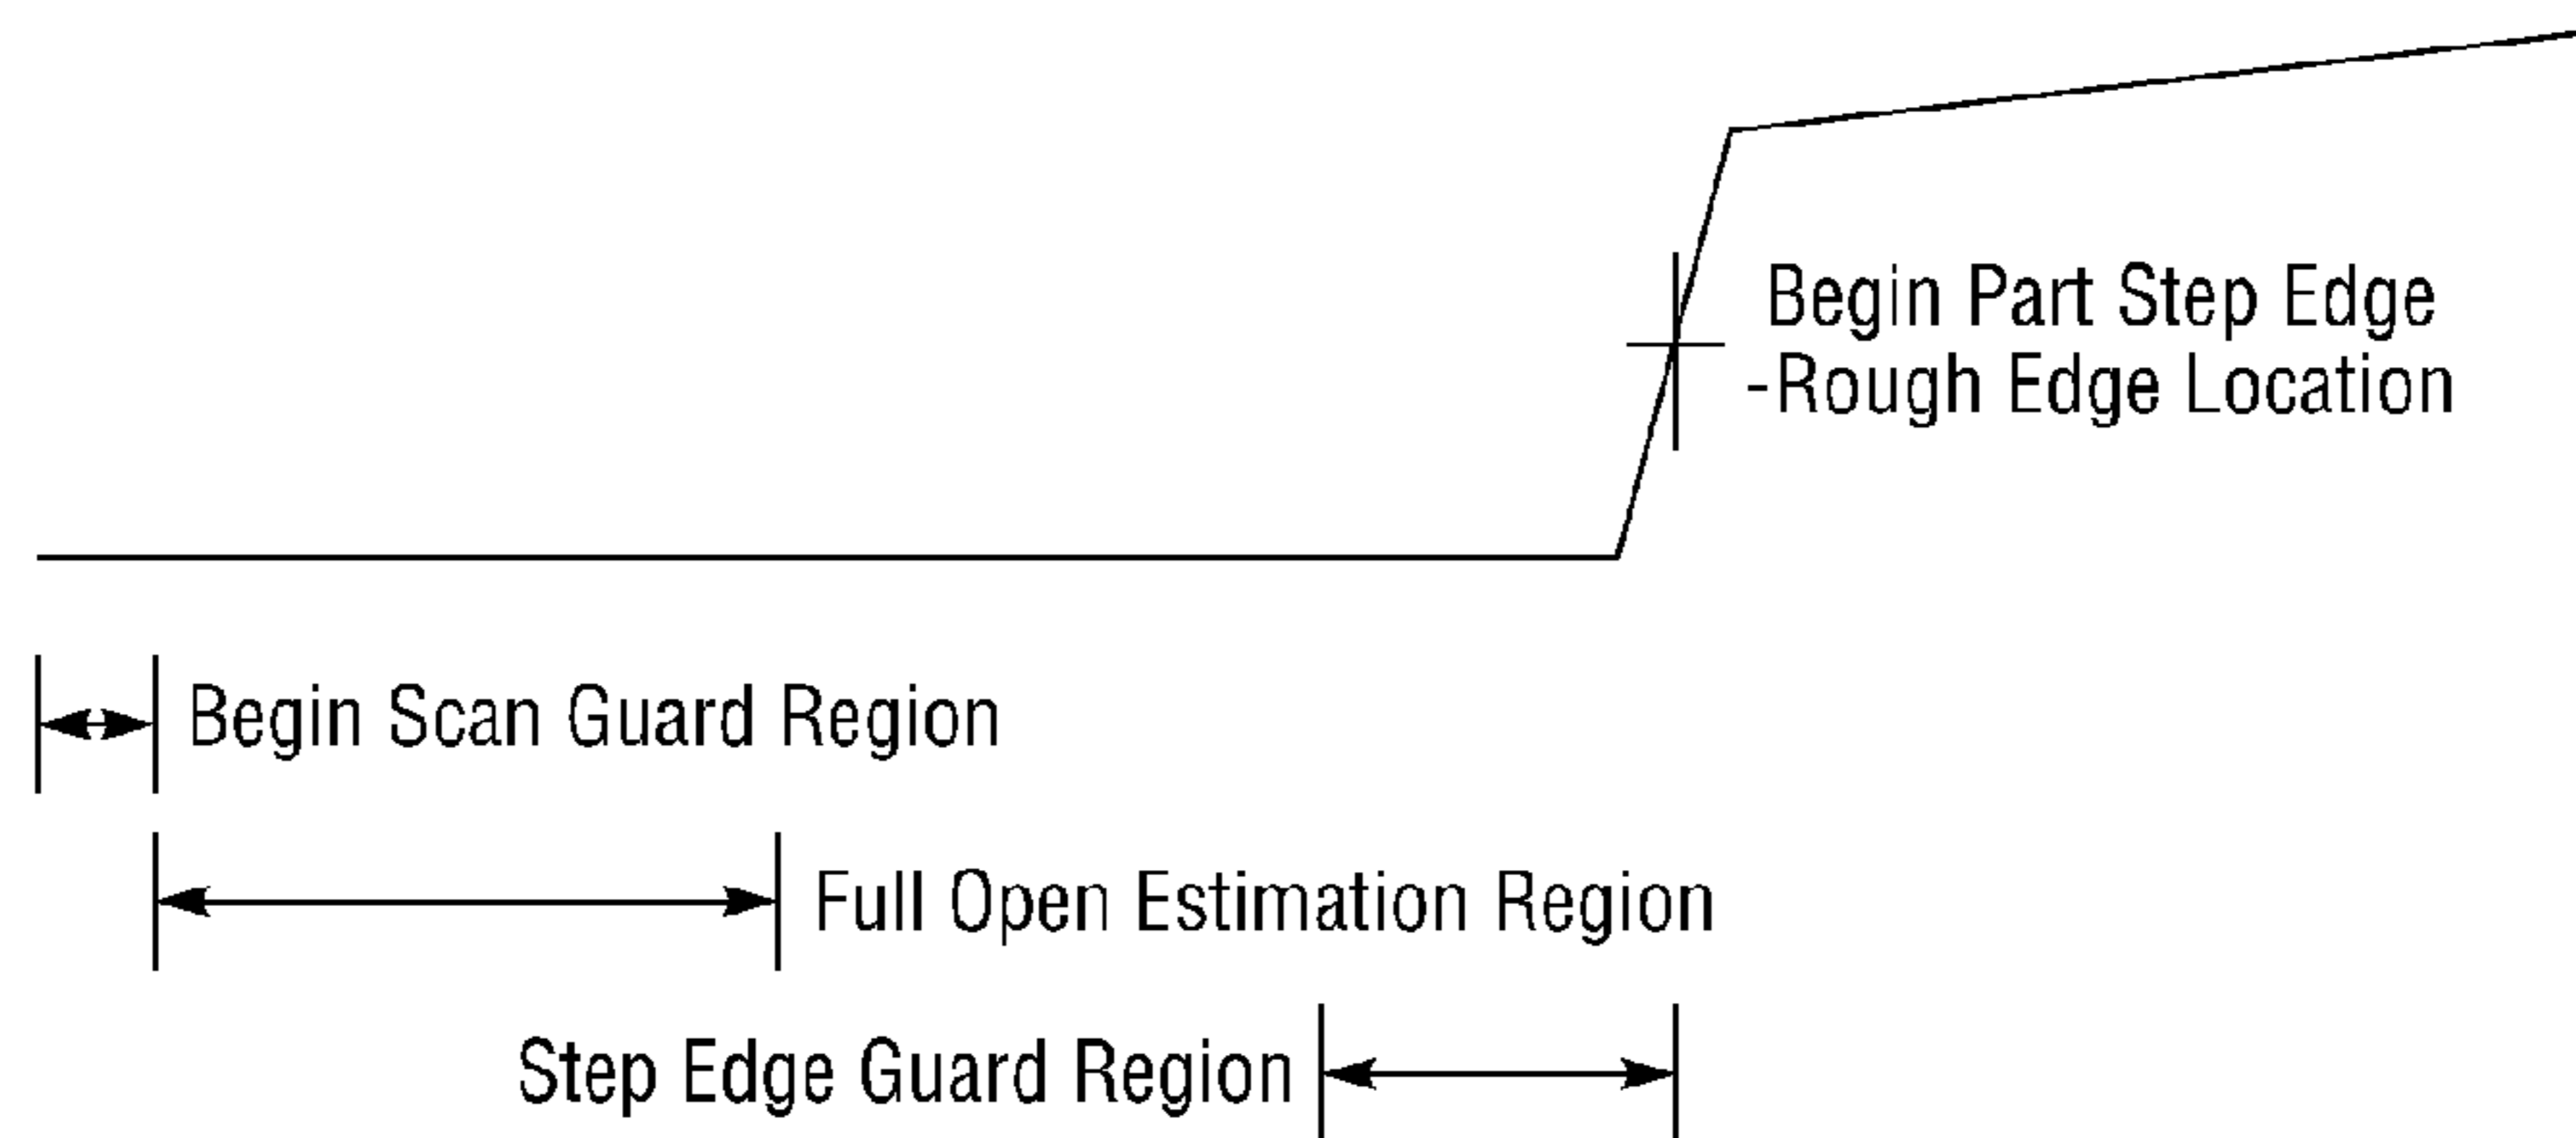 Begin Part Step Edge
-Rough Edge Location
Begin Scan Guard Region
Full Open Estimation Region
Step Edge Guard Region